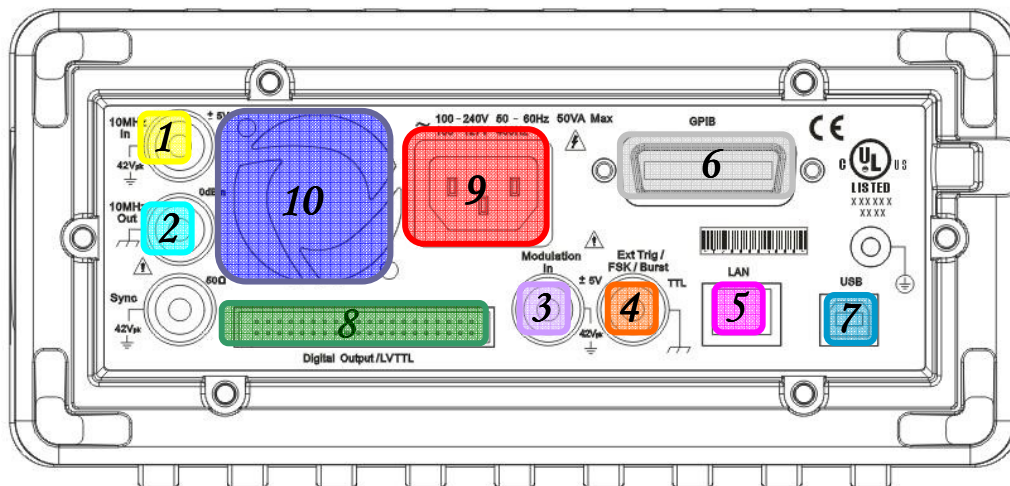 10MHz
In
± 5V
1
42Vpk
100-240V 50 - 60Hz 50VA Max
GPIB
6
C UL US
LISTED
XXXXXX
XXXX
0dBm
10MHz
Out
2
10
9
Sync
50Ω
42Vpk
8
Digital Output /LVTTL
Modulation
In
± 5V
3
42Vpk
Ext Trig /
FSK / Burst
TTL
4
LAN
5
USB
7